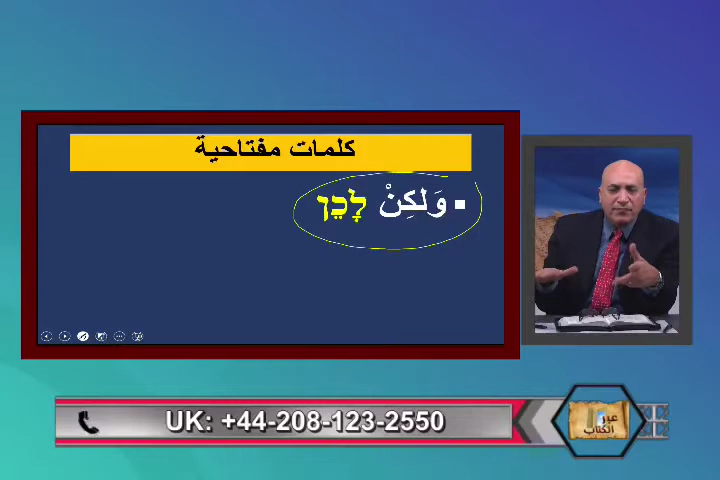 كلمات مفتاحية
▪ وَلكِنْ לָכֵן
UK: +44-208-123-2550
عبر
الكتاب